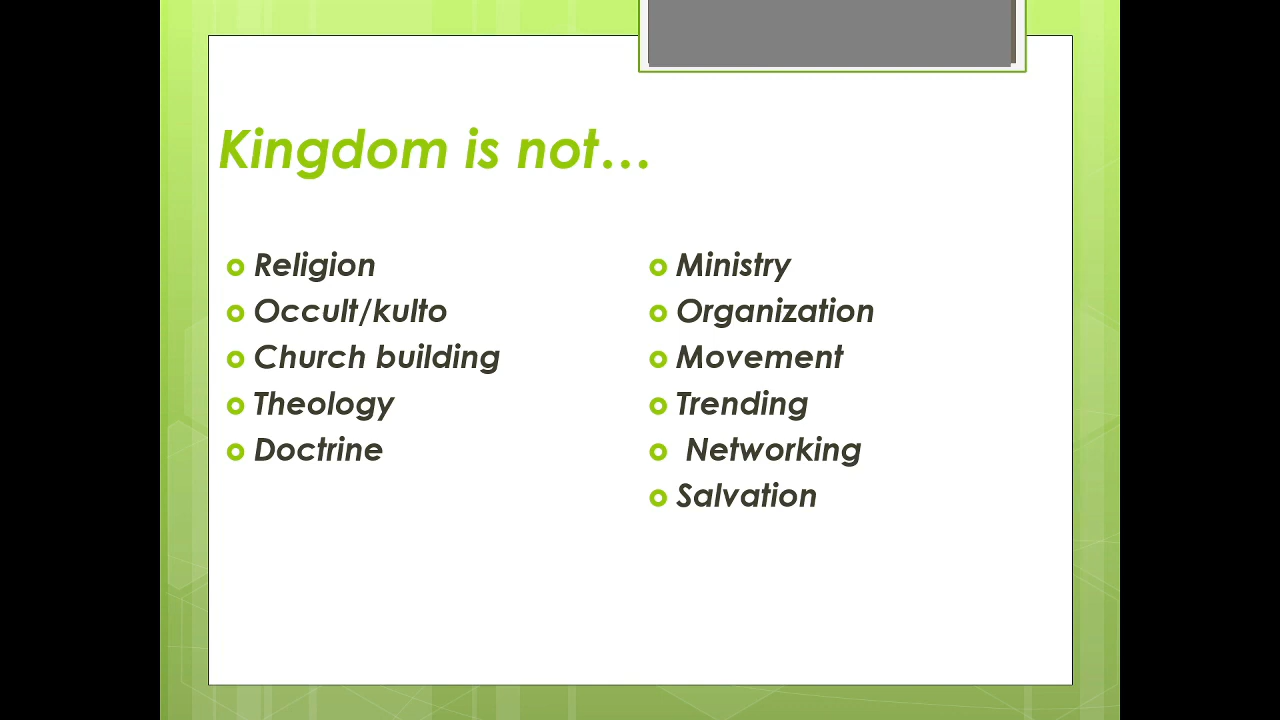 Kingdom is not…
Religion
Occult/kulto
Church building
Theology
Doctrine
Ministry
Organization
Movement
Trending
Networking
Salvation